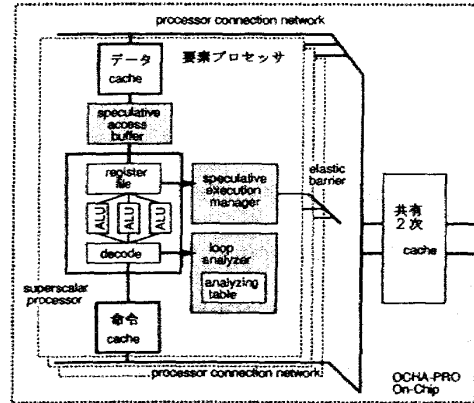 processor connection network
データ
cache
要素プロセッサ
speculative
access
buffer
register
file
speculative
execution
manager
elastic
barrier
ALU
ALU
ALU
decode
loop
analyzer
analyzing
table
superscalar
processor
命令
cache
共有
2次
cache
processor connection network
OCHA-PRO
On-Chip